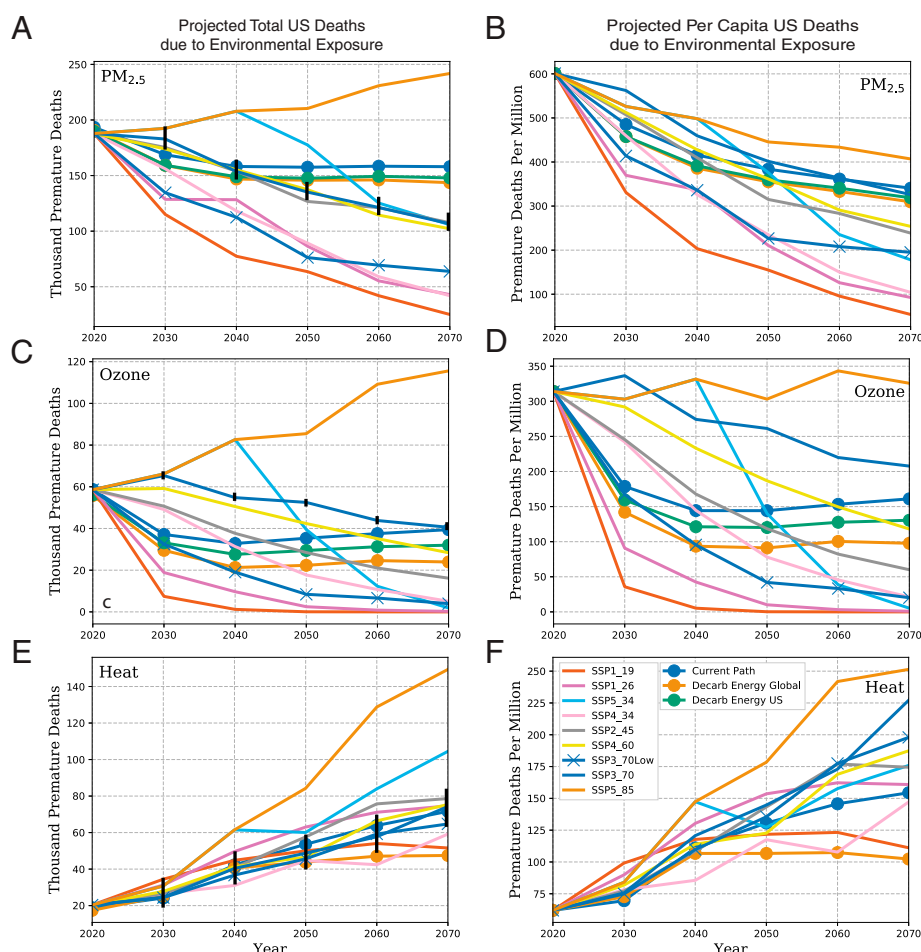 A
Projected Total US Deaths
due to Environmental Exposure
B
Projected Per Capita US Deaths
due to Environmental Exposure
PM2.5
Thousand Premature Deaths
250
200
150
100
50
2020 2030 2040 2050 2060 2070
PM2.5
Premature Deaths Per Million
600
500
400
300
200
100
2020 2030 2040 2050 2060 2070
C
Ozone
Thousand Premature Deaths
120
100
80
60
40
20
0
c
2020 2030 2040 2050 2060 2070
D
Ozone
Premature Deaths Per Million
350
300
250
200
150
100
50
0
2020 2030 2040 2050 2060 2070
E
Heat
Thousand Premature Deaths
140
120
100
80
60
40
20
2020 2030 2040 2050 2060 2070
Year
F
Heat
Premature Deaths Per Million
250
225
200
175
150
125
100
75
SSP1_19
SSP1_26
SSP5_34
SSP4_34
SSP2_45
SSP4_60
SSP3_70Low
SSP3_70
SSP5_85
Current Path
Decarb Energy Global
Decarb Energy US
2020 2030 2040 2050 2060 2070
Year